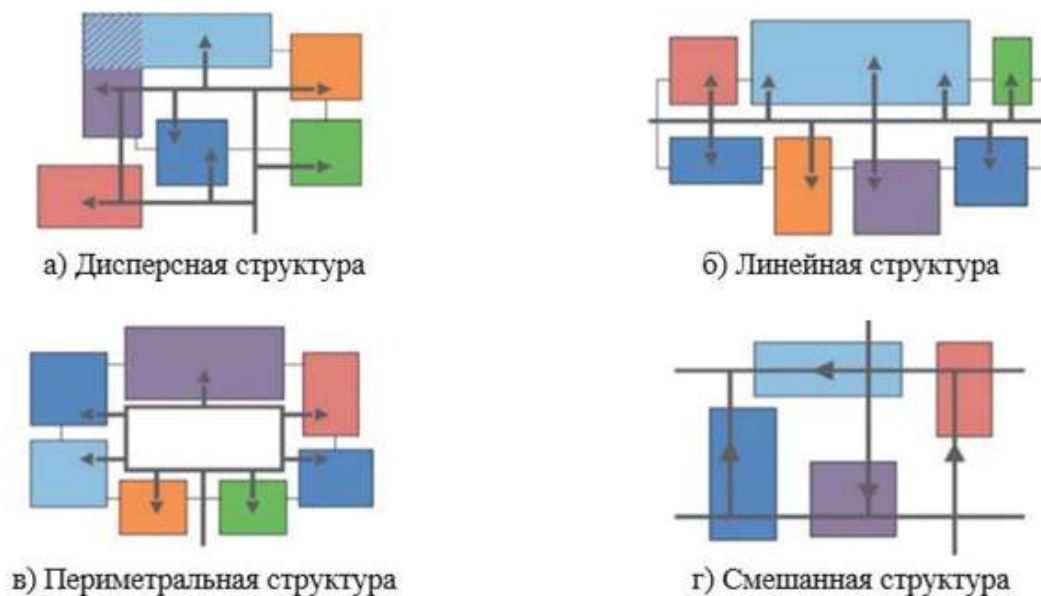 а) Дисперсная структура
б) Линейная структура
в) Периметральная структура
г) Смешанная структура